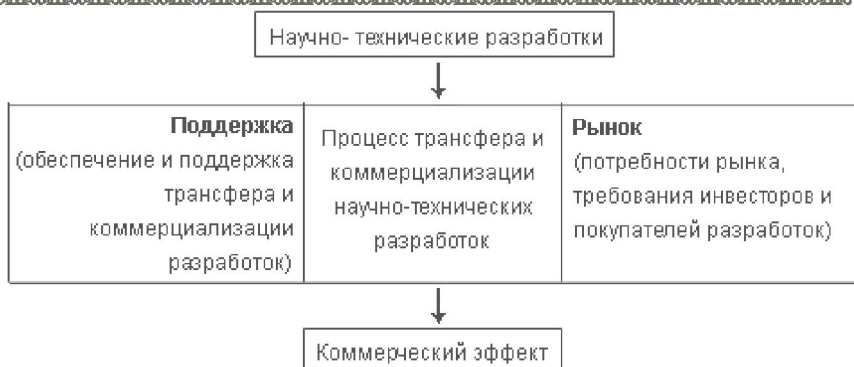 Научно- технические разработки
Поддержка
(обеспечение и поддержка
трансфера и
коммерциализации
разработок)
Процесс трансфера и
коммерциализации
научно-технических
разработок
Рынок
(потребности рынка,
требования инвесторов и
покупателей разработок)
Коммерческий эффект